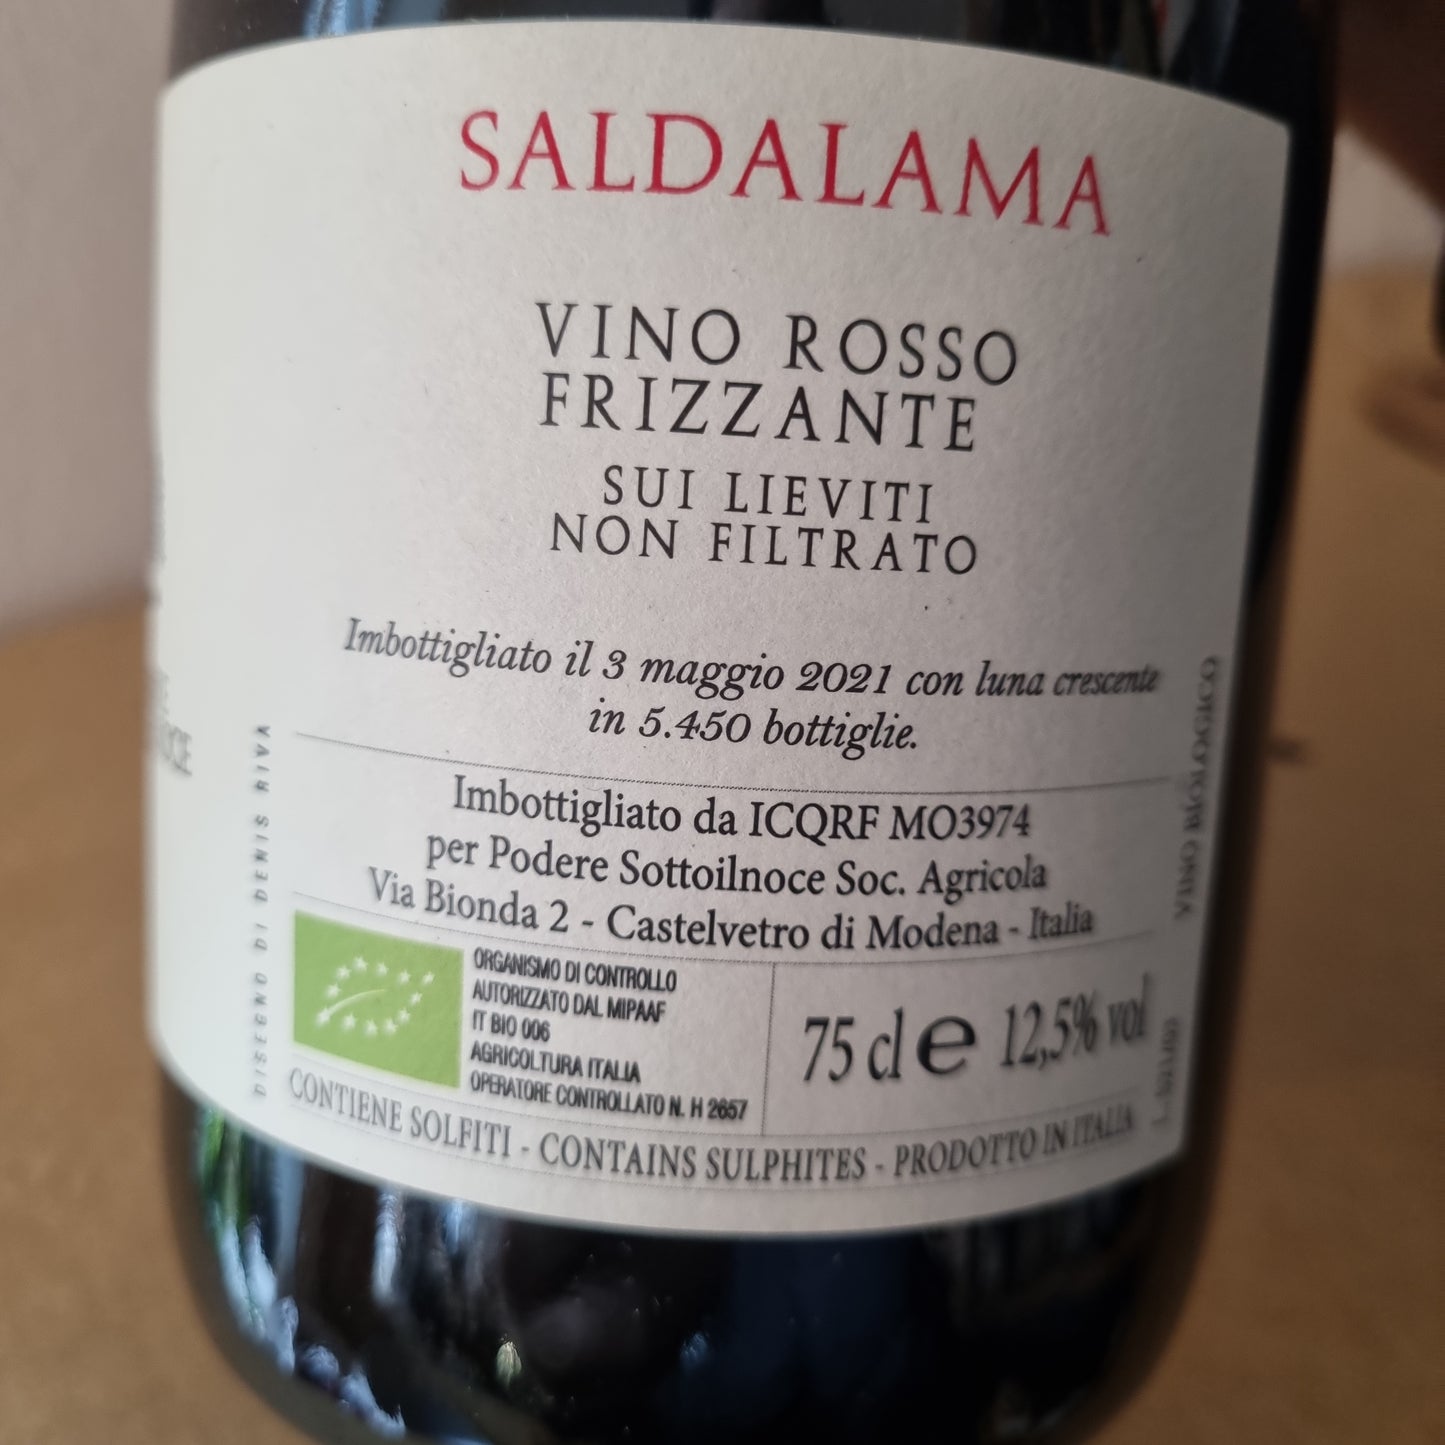 SALDALAMA
VINO ROSSO
FRIZZANTE
SUI LIEVITI
NON FILTRATO
Imbottigliato il 3 maggio 2021 con luna crescente
in 5.450 bottiglie.
Imbottigliato da ICQRF MO3974
per Podere Sottoilnoce Soc. Agricola
Via Bionda 2 - Castelvetro di Modena - Italia
ORGANISMO DI CONTROLLO
AUTORIZZATO DAL MIPAAF
IT BIO 006
AGRICOLTURA ITALIA
OPERATORE CONTROLLATO N. H 2657
75 cl e 12,5% vol
CONTIENE SOLFITI - CONTAINS SULPHITES - PRODOTTO IN ITALIA
DISEGNO DI DENIS RIVA
VINO BIOLOGICO